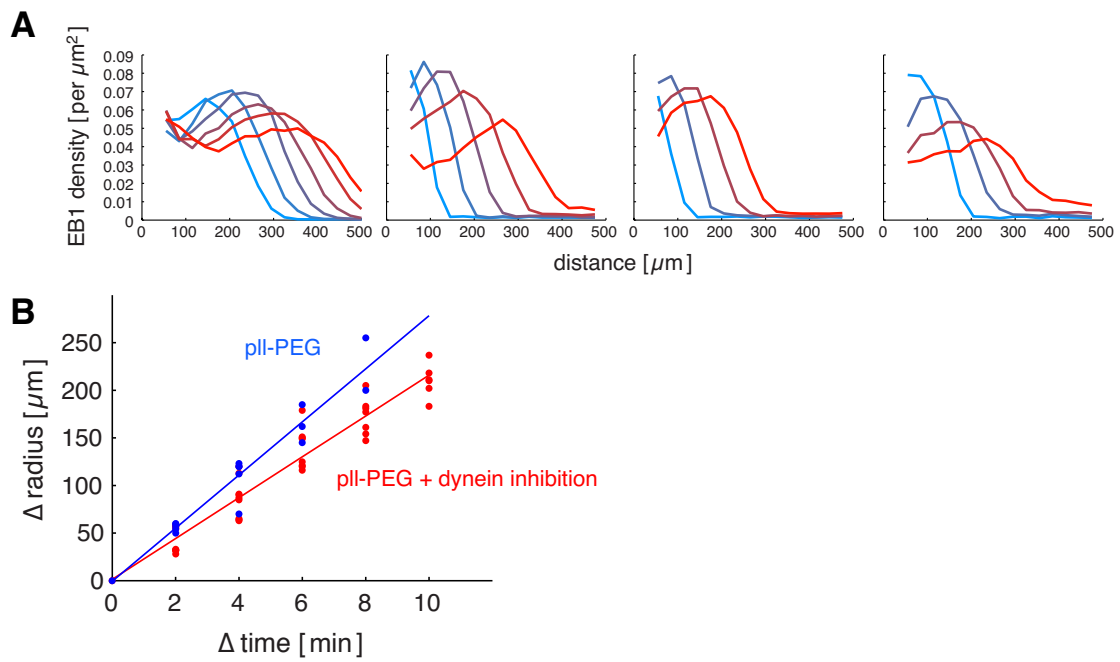 A
EB1 density [per µm²]
0.09
0.08
0.07
0.06
0.05
0.04
0.03
0.02
0.01
0
0 100 200 300 400 500
0 100 200 300 400 500
0 100 200 300 400 500
0 100 200 300 400 500
distance [µm]
B
Δ radius [µm]
250
200
150
100
50
0
pll-PEG
pll-PEG + dynein inhibition
0 2 4 6 8 10
Δ time [min]